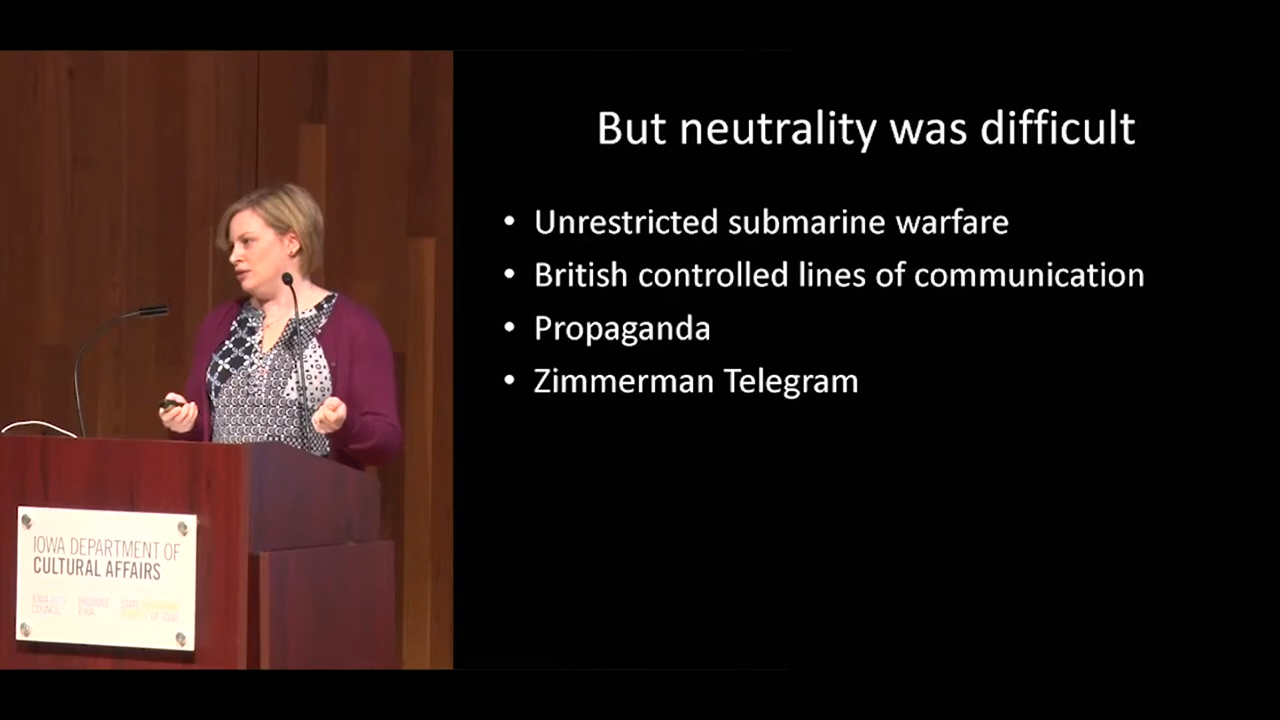 But neutrality was difficult
• Unrestricted submarine warfare
• British controlled lines of communication
• Propaganda
• Zimmerman Telegram
IOWA DEPARTMENT OF
CULTURAL AFFAIRS